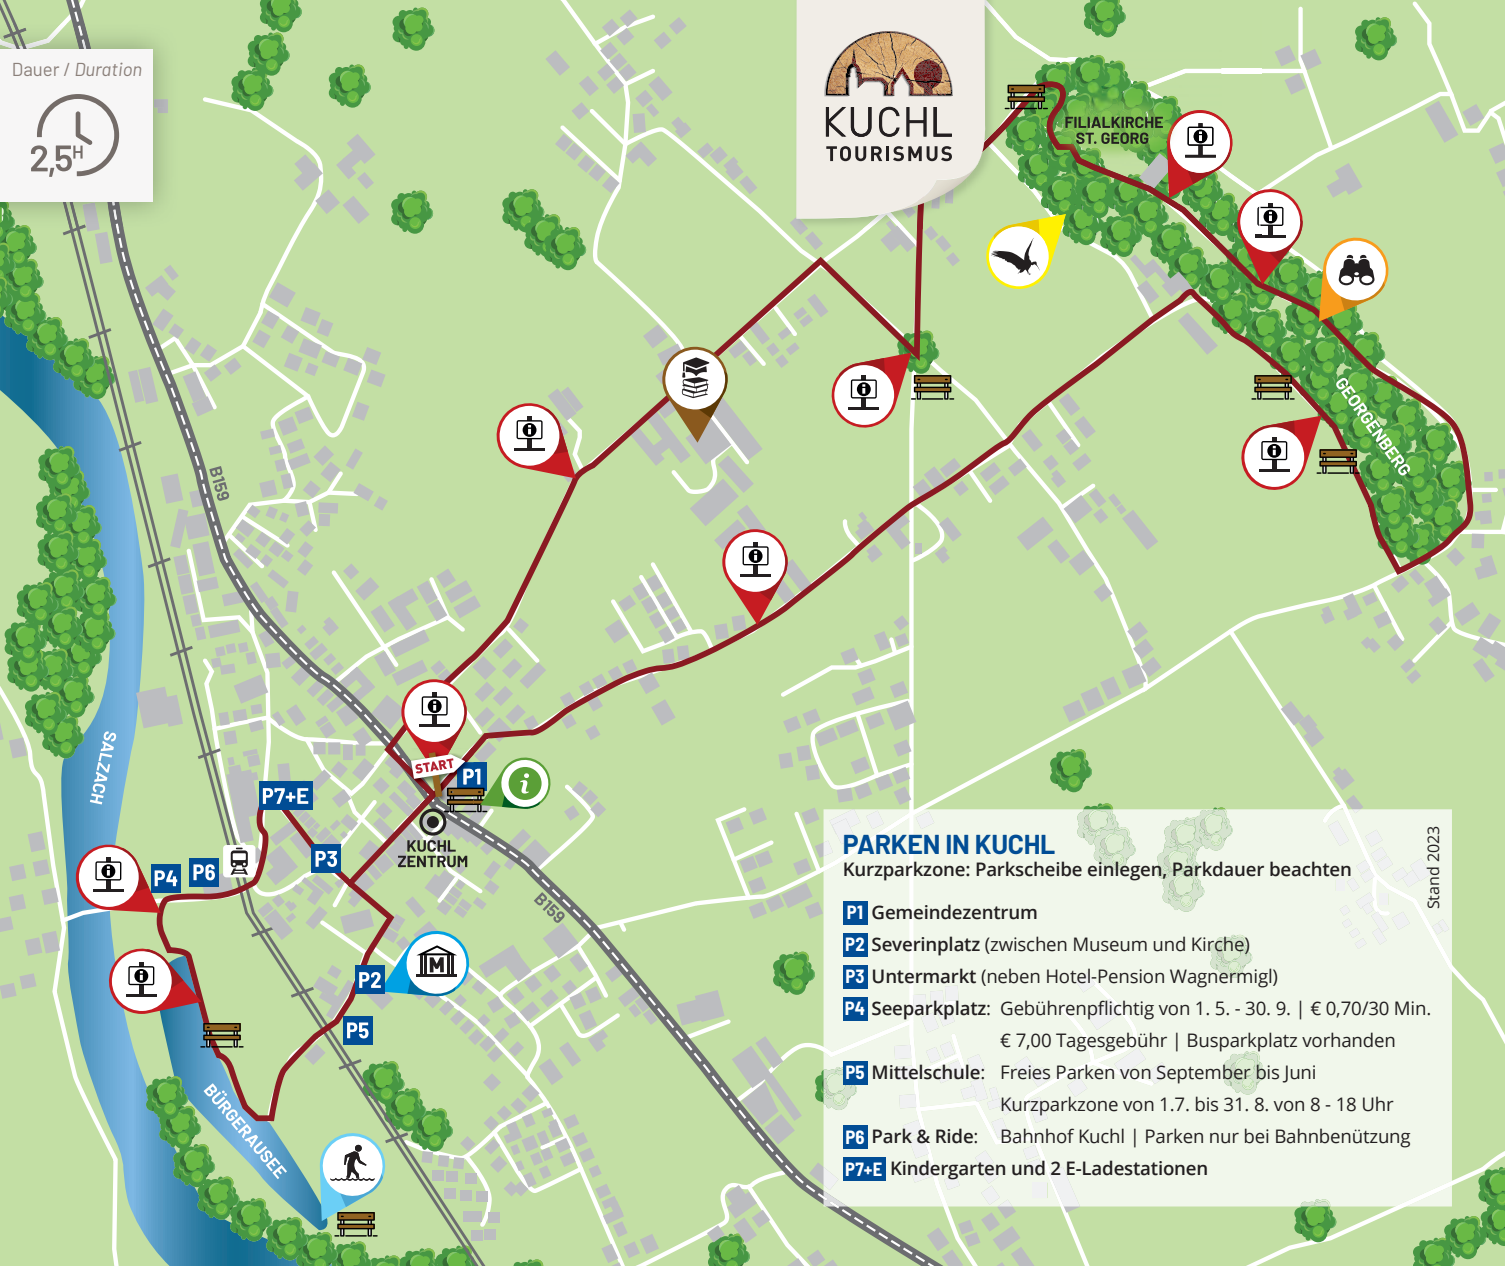 Dauer / Duration
2,5H
KUCHL
TOURISMUS
FILIALKIRCHE
ST. GEORG
GEORGENBERG
B159
SALZACH
START
P1
P7+E
KUCHL
ZENTRUM
P3
P6
P4
B159
M
P2
P5
BÜRGERAUSEE
PARKEN IN KUCHL
Kurzparkzone: Parkscheibe einlegen, Parkdauer beachten
Stand 2023
P1 Gemeindezentrum
P2 Severinplatz (zwischen Museum und Kirche)
P3 Untermarkt (neben Hotel-Pension Wagnermigl)
P4 Seeparkplatz: Gebührenpflichtig von 1. 5. - 30. 9. | € 0,70/30 Min.
€ 7,00 Tagesgebühr | Busparkplatz vorhanden
P5 Mittelschule: Freies Parken von September bis Juni
Kurzparkzone von 1.7. bis 31. 8. von 8 - 18 Uhr
P6 Park & Ride: Bahnhof Kuchl | Parken nur bei Bahnbenützung
P7+E Kindergarten und 2 E-Ladestationen